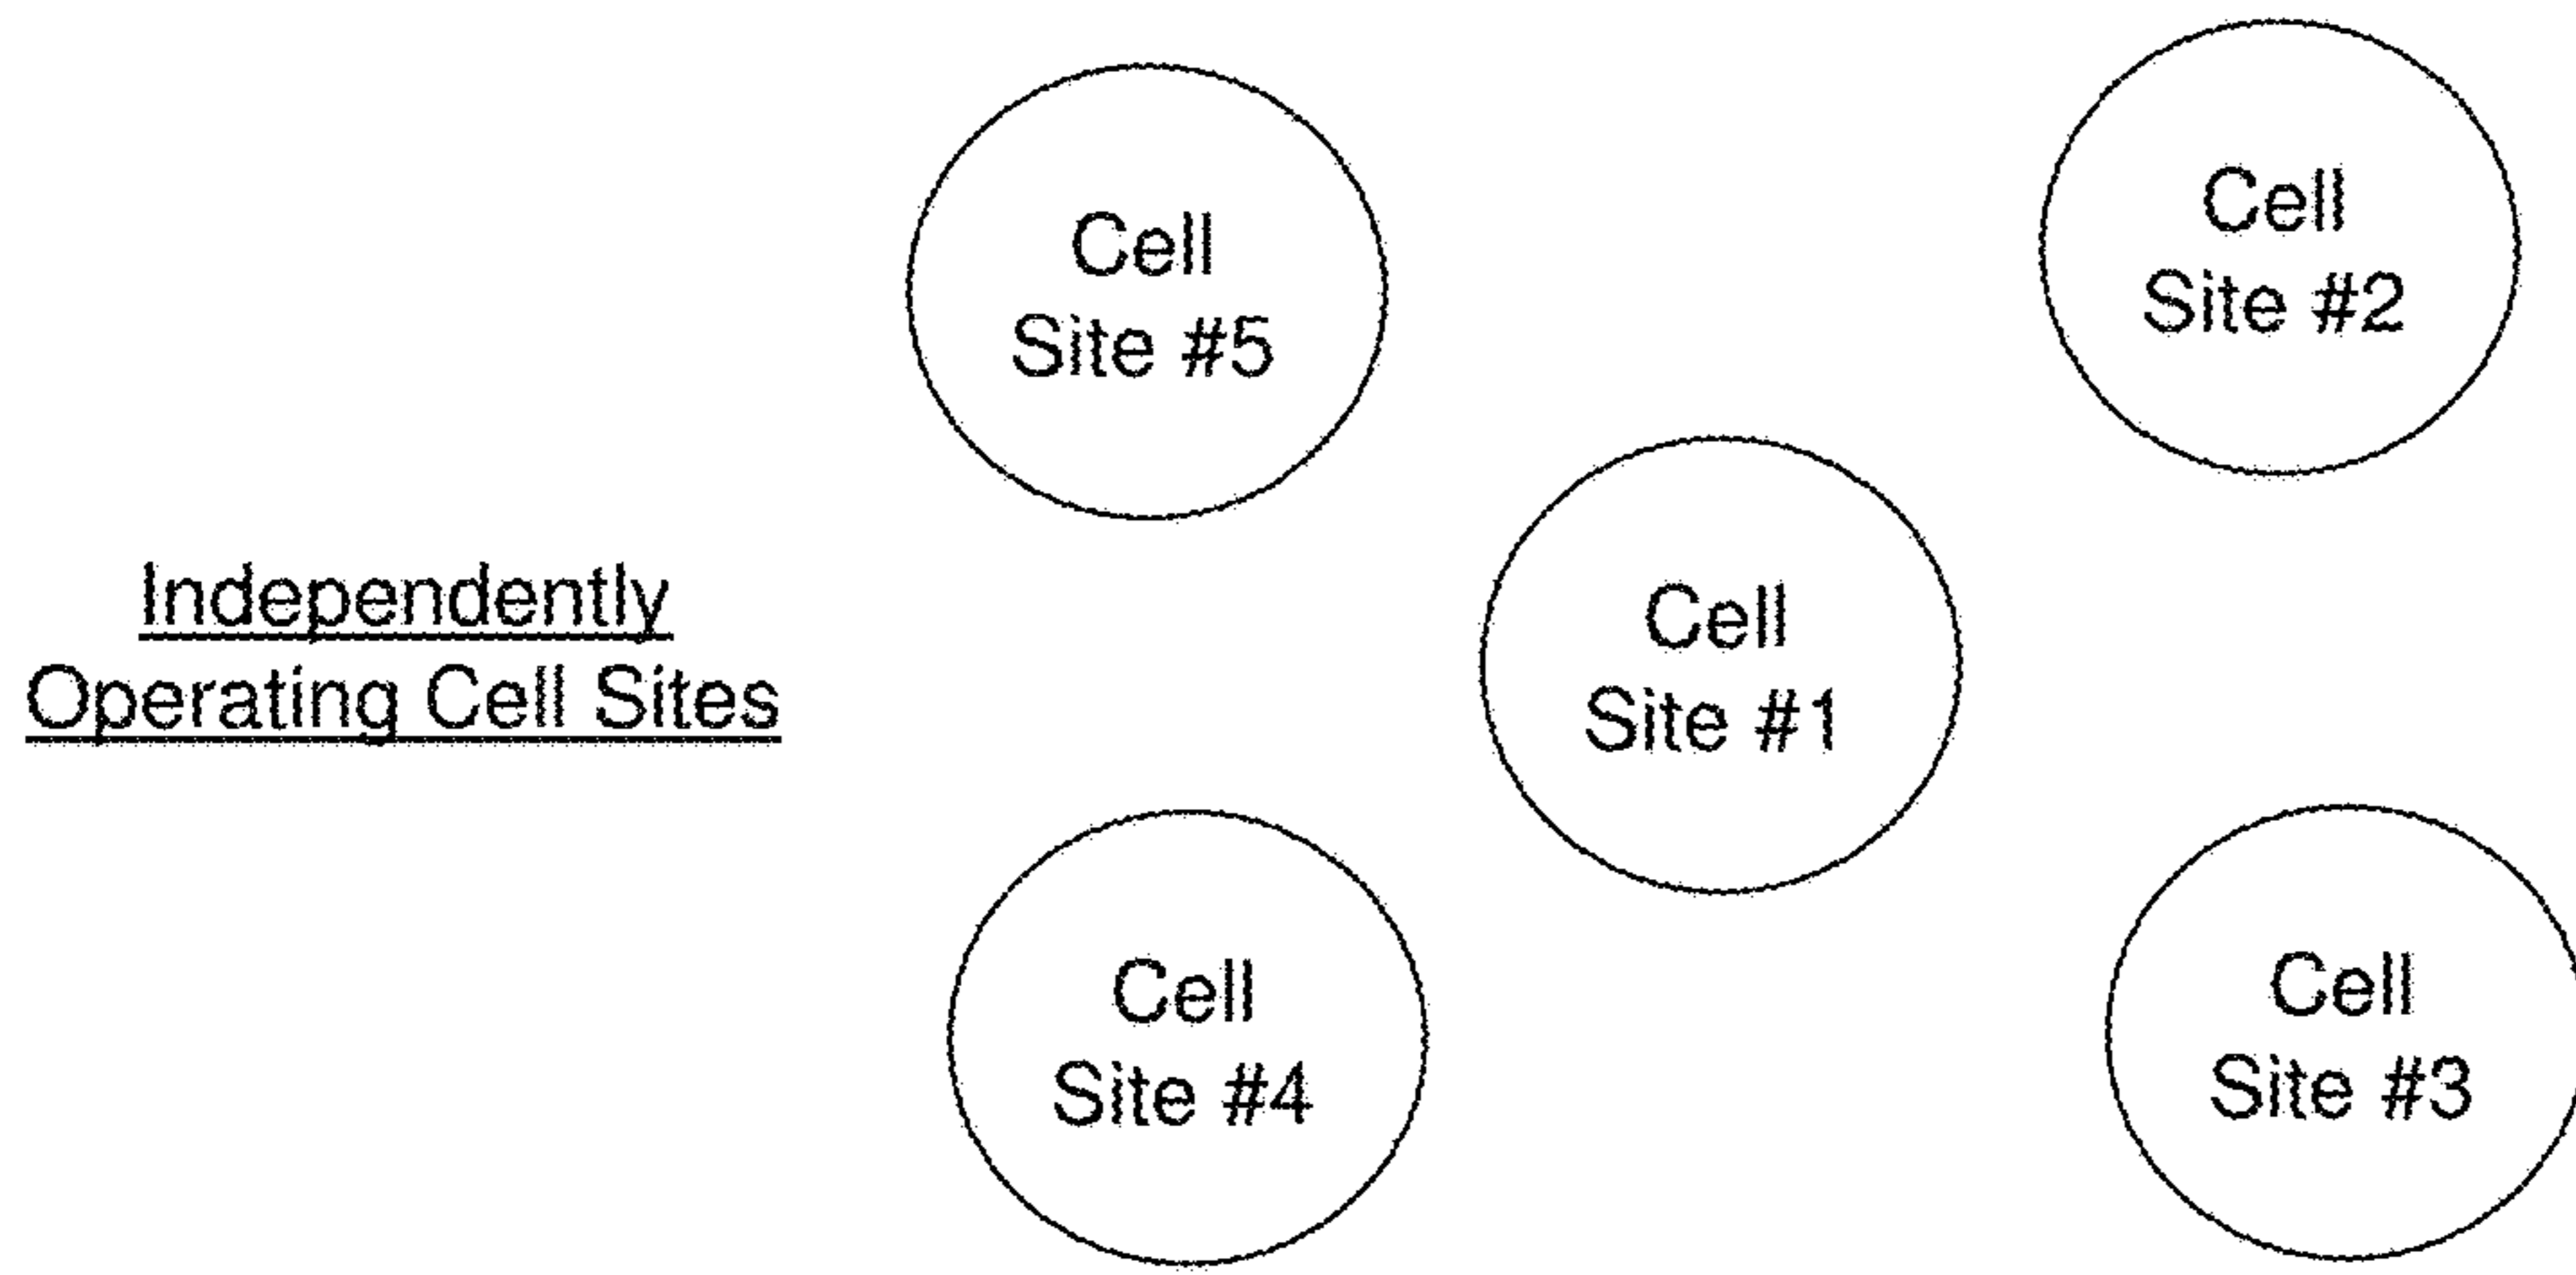 Cell
Site #5
Cell
Site #2
Independently
Operating Cell Sites
Cell
Site #1
Cell
Site #4
Cell
Site #3